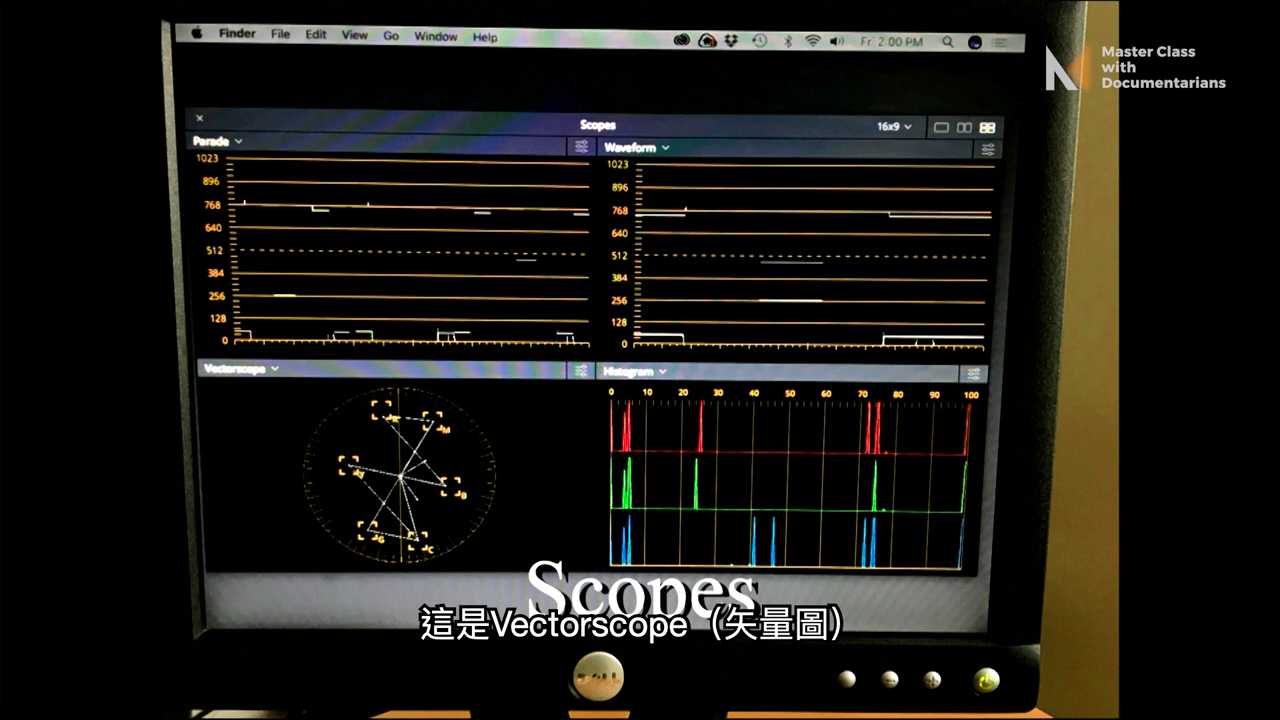 Finder File Edit View Go Window Help Fri 2:00 PM
Master Class
with
Documentarians
Scopes 16x9
Parade Waveform
1023 1023
896 896
768 768
640 640
512 512
384 384
256 256
128 128
0 0
Vectorscope Histogram
0 10 20 30 40 50 60 70 80 90 100
R
M
Y
B
G
C
Scopes
這是Vectorscope（矢量圖）
DELL